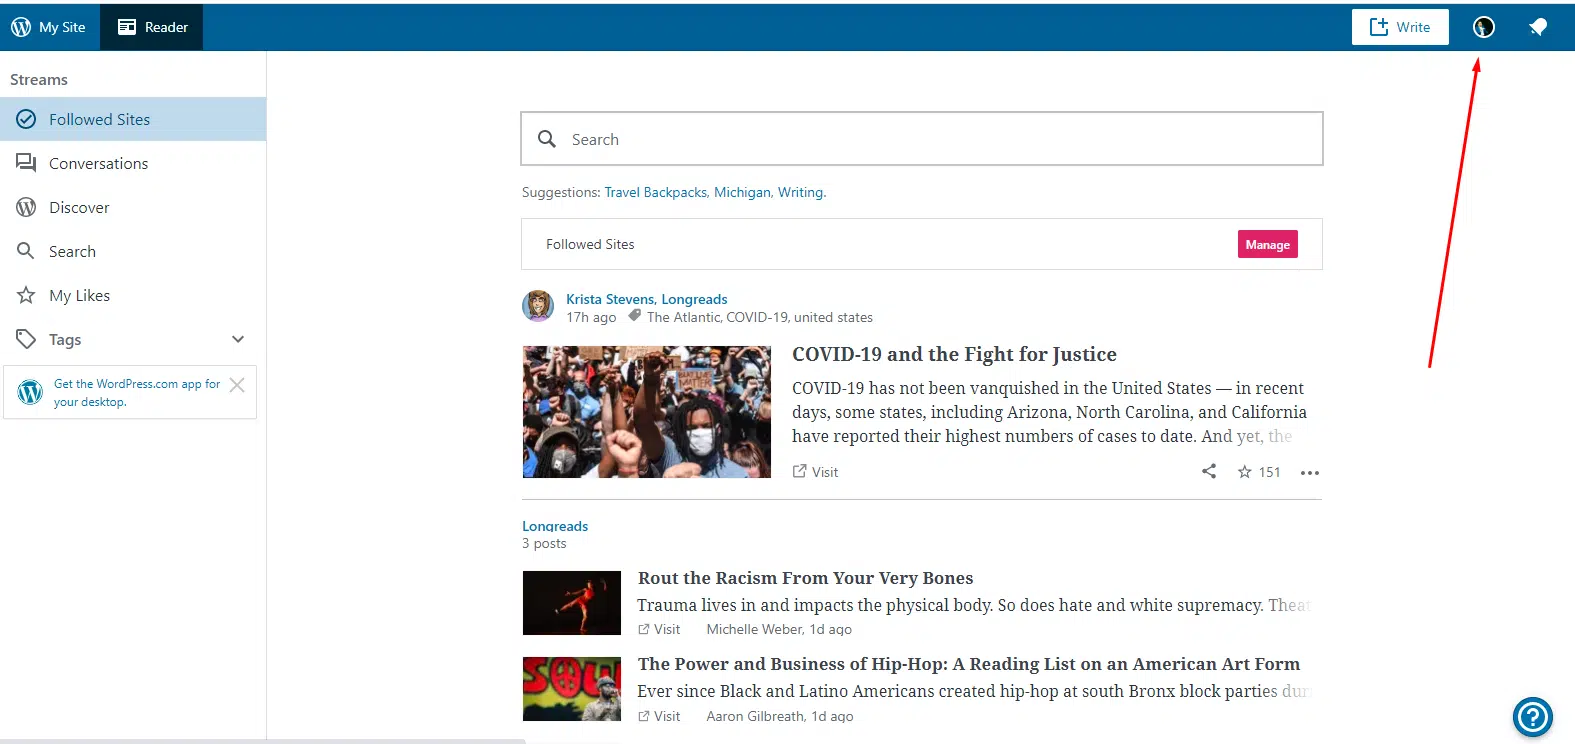 My Site
Reader
Write
Streams
Followed Sites
Conversations
Discover
Search
My Likes
Tags
Get the WordPress.com app for
your desktop.
Search
Suggestions: Travel Backpacks, Michigan, Writing.
Followed Sites
Manage
Krista Stevens, Longreads
17h ago The Atlantic, COVID-19, united states
COVID-19 and the Fight for Justice
COVID-19 has not been vanquished in the United States — in recent
days, some states, including Arizona, North Carolina, and California
have reported their highest numbers of cases to date. And yet, the
Visit
151
Longreads
3 posts
Rout the Racism From Your Very Bones
Trauma lives in and impacts the physical body. So does hate and white supremacy. Theat
Visit Michelle Weber, 1d ago
The Power and Business of Hip-Hop: A Reading List on an American Art Form
Ever since Black and Latino Americans created hip-hop at south Bronx block parties dur
Visit Aaron Gilbreath, 1d ago